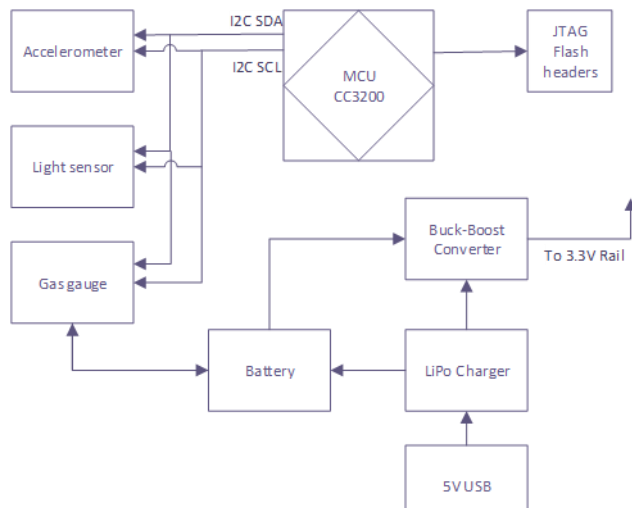 I2C SDA
Accelerometer
I2C SCL
MCU
CC3200
JTAG
Flash
headers
Light sensor
Buck-Boost
Converter
To 3.3V Rail
Gas gauge
Battery
LiPo Charger
5V USB